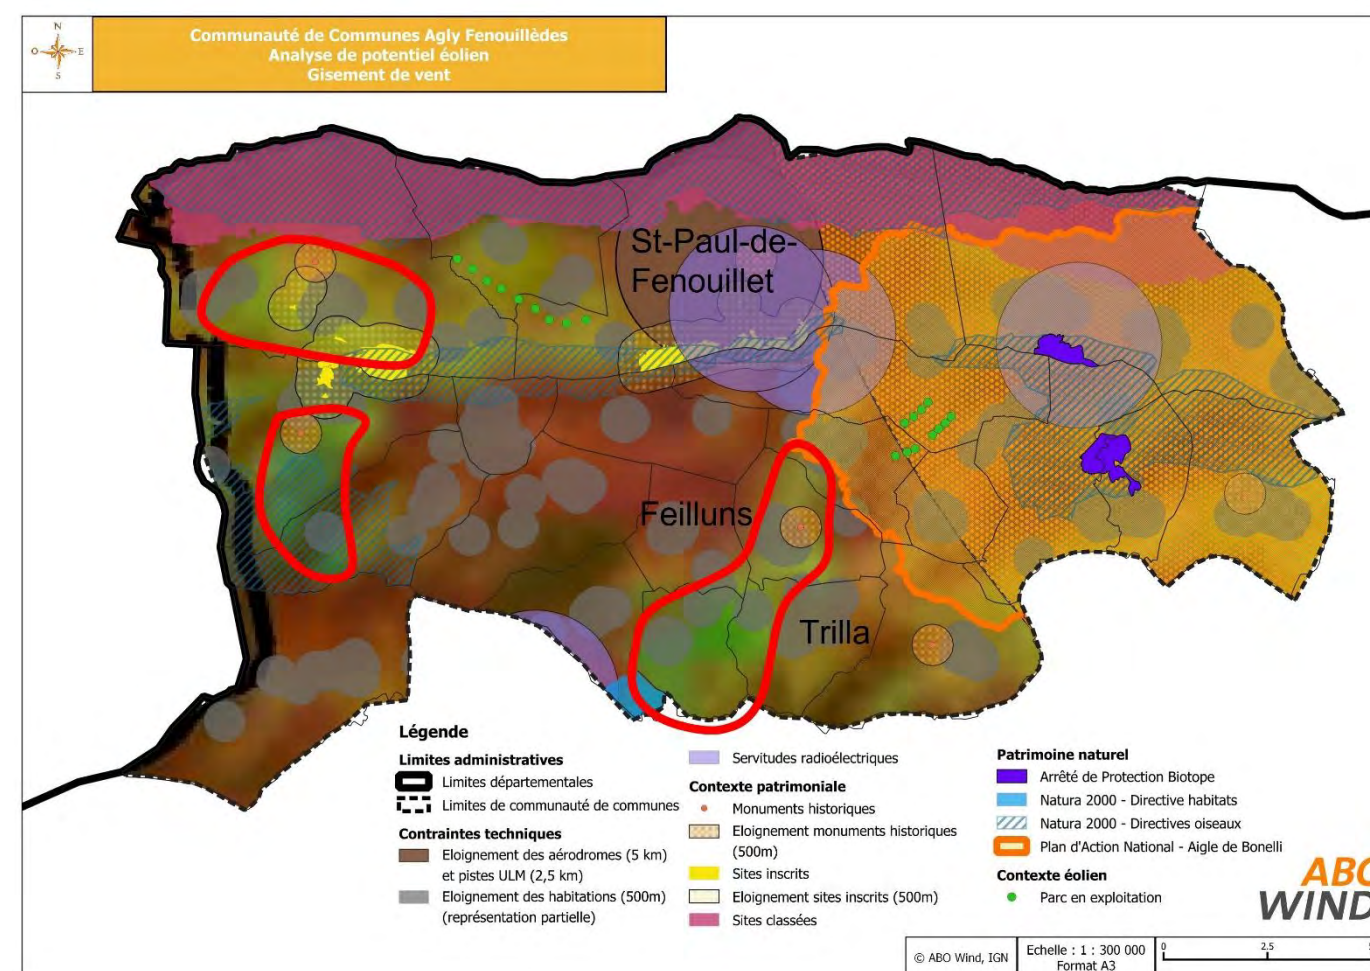 N
O
E
S
Communauté de Communes Agly Fenouillèdes
Analyse de potentiel éolien
Gisement de vent
St-Paul-de-
Fenouillet
Feilluns
Trilla
Légende
Limites administratives
Limites départementales
Limites de communauté de communes
Contraintes techniques
Eloignement des aérodromes (5 km)
et pistes ULM (2,5 km)
Eloignement des habitations (500m)
(représentation partielle)
Servitudes radioélectriques
Contexte patrimoniale
Monuments historiques
Eloignement monuments historiques
(500m)
Sites inscrits
Eloignement sites inscrits (500m)
Sites classées
Patrimoine naturel
Arrêté de Protection Biotope
Natura 2000 - Directive habitats
Natura 2000 - Directives oiseaux
Plan d'Action National - Aigle de Bonelli
Contexte éolien
Parc en exploitation
ABO
WIND
© ABO Wind, IGN
Echelle : 1 : 300 000
Format A3
0
2.5